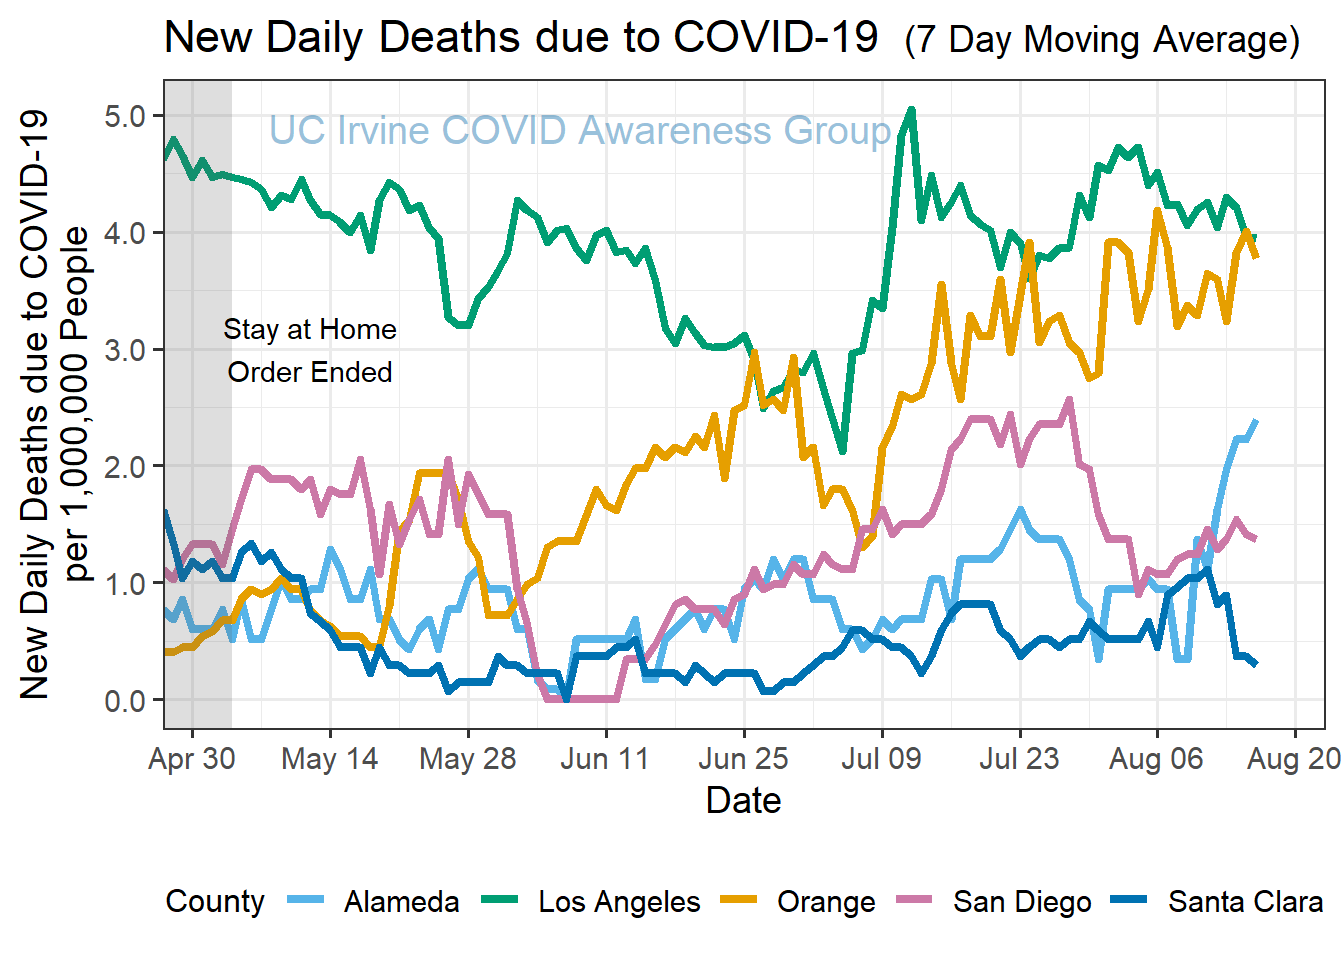 New Daily Deaths due to COVID-19 (7 Day Moving Average)
New Daily Deaths due to COVID-19
per 1,000,000 People
5.0
4.0
3.0
2.0
1.0
0.0
UC Irvine COVID Awareness Group
Stay at Home
Order Ended
Apr 30 May 14 May 28 Jun 11 Jun 25 Jul 09 Jul 23 Aug 06 Aug 20
Date
County Alameda Los Angeles Orange San Diego Santa Clara